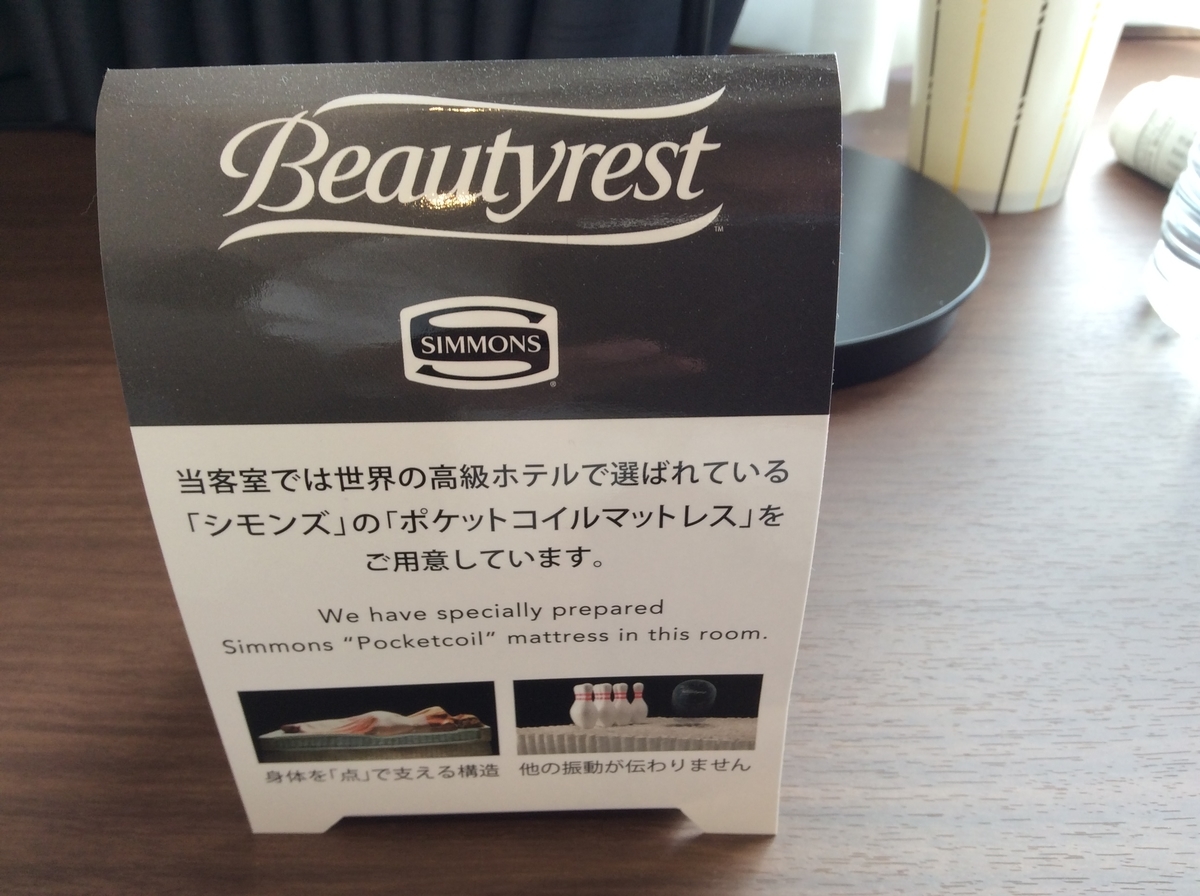 Beautyrest
TM
SIMMONS
®
当客室では世界の高級ホテルで選ばれている
「シモンズ」の「ポケットコイルマットレス」を
ご用意しています。
We have specially prepared
Simmons “Pocketcoil” mattress in this room.
身体を「点」で支える構造
他の振動が伝わりません